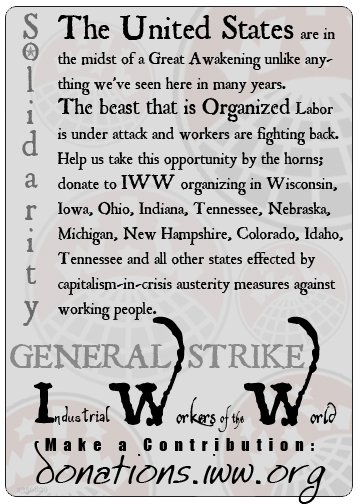 Solidarity
The United States are in
the midst of a Great Awakening unlike any-
thing we've seen here in many years.
The beast that is Organized Labor
is under attack and workers are fighting back.
Help us take this opportunity by the horns;
donate to IWW organizing in Wisconsin,
Iowa, Ohio, Indiana, Tennessee, Nebraska,
Michigan, New Hampshire, Colorado, Idaho,
Tennessee and all other states effected by
capitalism-in-crisis austerity measures against
working people.
GENERAL STRIKE
Industrial Workers of the World
Make a Contribution:
donations.iww.org